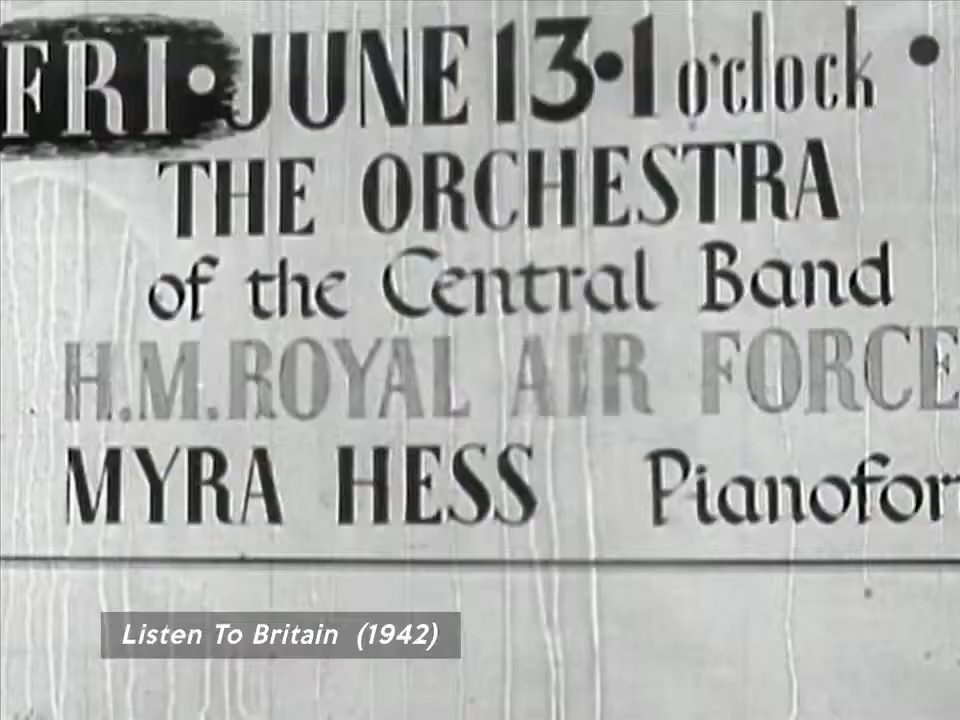 FRI • JUNE 13 • 1 o'clock •
THE ORCHESTRA
of the Central Band
H.M. ROYAL AIR FORCE
MYRA HESS Pianofor
Listen To Britain (1942)